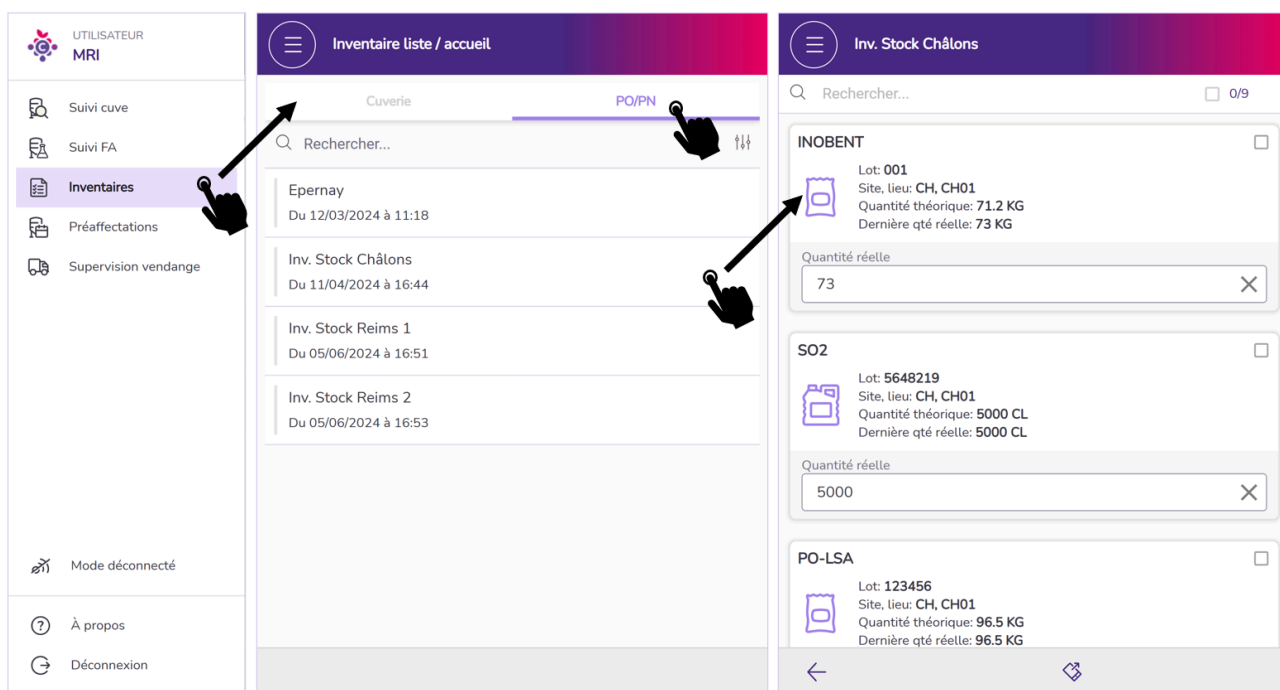 UTILISATEUR
MRI
Suivi cuve
Suivi FA
Inventaires
Préaffectations
Supervision vendange
Mode déconnecté
À propos
Déconnexion
Inventaire liste / accueil
Cuverie
PO/PN
Rechercher...
Epernay
Du 12/03/2024 à 11:18
Inv. Stock Châlons
Du 11/04/2024 à 16:44
Inv. Stock Reims 1
Du 05/06/2024 à 16:51
Inv. Stock Reims 2
Du 05/06/2024 à 16:53
Inv. Stock Châlons
Rechercher...
0/9
INOBENT
Lot: 001
Site, lieu: CH, CH01
Quantité théorique: 71.2 KG
Dernière qté réelle: 73 KG
Quantité réelle
73
SO2
Lot: 5648219
Site, lieu: CH, CH01
Quantité théorique: 5000 CL
Dernière qté réelle: 5000 CL
Quantité réelle
5000
PO-LSA
Lot: 123456
Site, lieu: CH, CH01
Quantité théorique: 96.5 KG
Dernière qté réelle: 96.5 KG